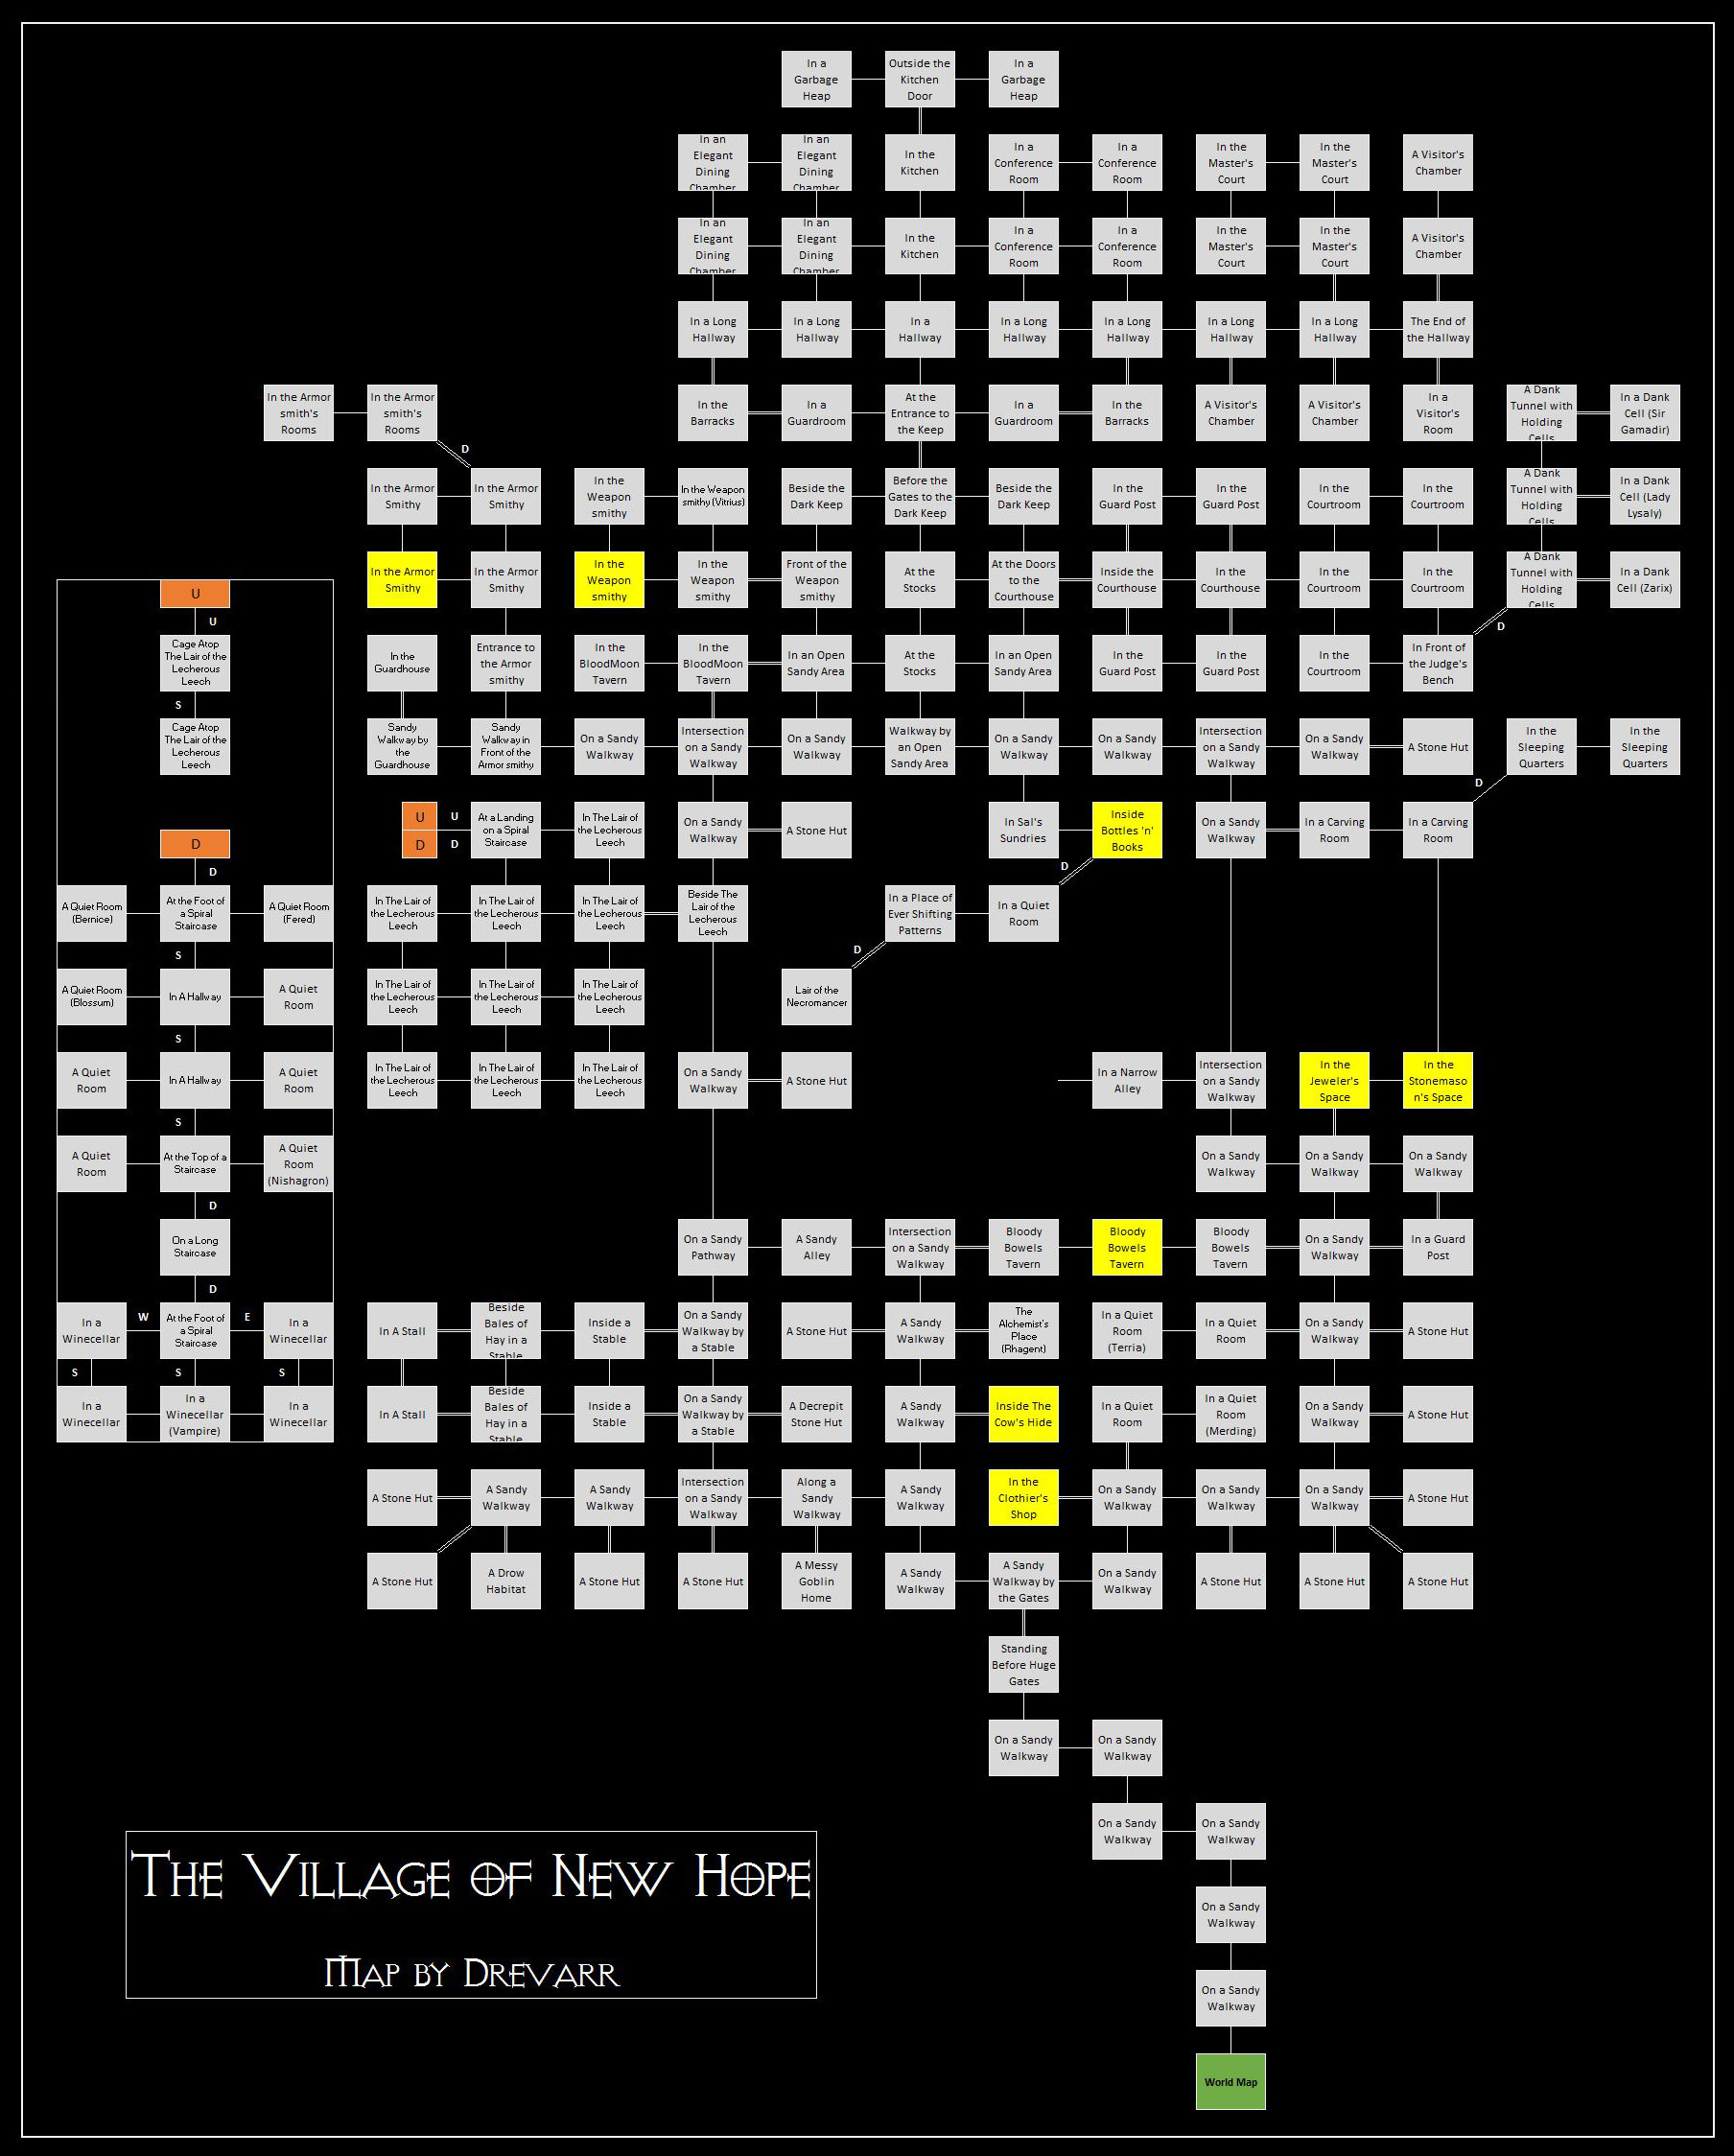 In a
Garbage
Heap
Outside the
Kitchen
Door
In a
Garbage
Heap
In an
Elegant
Dining
Chamber
In an
Elegant
Dining
Chamber
In the
Kitchen
In a
Conference
Room
In a
Conference
Room
In the
Master's
Court
In the
Master's
Court
A Visitor's
Chamber
In an
Elegant
Dining
Chamber
In an
Elegant
Dining
Chamber
In the
Kitchen
In a
Conference
Room
In a
Conference
Room
In the
Master's
Court
In the
Master's
Court
A Visitor's
Chamber
In a Long
Hallway
In a Long
Hallway
In a
Hallway
In a Long
Hallway
In a Long
Hallway
In a Long
Hallway
In a Long
Hallway
The End of
the Hallway
In the Armor
smith's
Rooms
In the Armor
smith's
Rooms
In the
Barracks
In a
Guardroom
At the
Entrance to
the Keep
In a
Guardroom
In the
Barracks
A Visitor's
Chamber
A Visitor's
Chamber
In a
Visitor's
Room
A Dank
Tunnel with
Holding
Cells
In a Dank
Cell (Sir
Gamadir)
D
In the Armor
Smithy
In the Armor
Smithy
In the
Weapon
smithy
In the Weapon
smithy (Vitrius)
Beside the
Dark Keep
Before the
Gates to the
Dark Keep
Beside the
Dark Keep
In the
Guard Post
In the
Guard Post
In the
Courtroom
In the
Courtroom
A Dank
Tunnel with
Holding
Cells
In a Dank
Cell (Lady
Lysaly)
In the Armor
Smithy
In the Armor
Smithy
In the
Weapon
smithy
In the
Weapon
smithy
Front of the
Weapon
smithy
At the
Stocks
At the Doors
to the
Courthouse
Inside the
Courthouse
In the
Courthouse
In the
Courtroom
In the
Courtroom
A Dank
Tunnel with
Holding
Cells
In a Dank
Cell (Zarix)
U
U
D
Cage Atop
The Lair of the
Lecherous
Leech
In the
Guardhouse
Entrance to
the Armor
smithy
In the
BloodMoon
Tavern
In the
BloodMoon
Tavern
In an Open
Sandy Area
At the
Stocks
In an Open
Sandy Area
In the
Guard Post
In the
Guard Post
In the
Courtroom
In Front of
the Judge's
Bench
S
Cage Atop
The Lair of the
Lecherous
Leech
Sandy
Walkway by
the
Guardhouse
Sandy
Walkway in
Front of the
Armor smithy
On a Sandy
Walkway
Intersection
on a Sandy
Walkway
On a Sandy
Walkway
Walkway by
an Open
Sandy Area
On a Sandy
Walkway
On a Sandy
Walkway
Intersection
on a Sandy
Walkway
On a Sandy
Walkway
A Stone Hut
In the
Sleeping
Quarters
In the
Sleeping
Quarters
D
D
U
U
D
D
At a Landing
on a Spiral
Staircase
In The Lair of
the Lecherous
Leech
On a Sandy
Walkway
A Stone Hut
In Sal's
Sundries
Inside
Bottles 'n'
Books
On a Sandy
Walkway
In a Carving
Room
In a Carving
Room
D
D
A Quiet Room
(Bernice)
At the Foot of
a Spiral
Staircase
A Quiet Room
(Fered)
In The Lair of
the Lecherous
Leech
In The Lair of
the Lecherous
Leech
In The Lair of
the Lecherous
Leech
Beside The
Lair of the
Lecherous
Leech
In a Place of
Ever Shifting
Patterns
In a Quiet
Room
S
D
A Quiet Room
(Blossum)
In A Hallway
A Quiet
Room
In The Lair of
the Lecherous
Leech
In The Lair of
the Lecherous
Leech
In The Lair of
the Lecherous
Leech
Lair of the
Necromancer
S
A Quiet
Room
In A Hallway
A Quiet
Room
In The Lair of
the Lecherous
Leech
In The Lair of
the Lecherous
Leech
In The Lair of
the Lecherous
Leech
On a Sandy
Walkway
A Stone Hut
In a Narrow
Alley
Intersection
on a Sandy
Walkway
In the
Jeweler's
Space
In the
Stonemaso
n's Space
S
A Quiet
Room
At the Top of a
Staircase
A Quiet
Room
(Nishagron)
On a Sandy
Walkway
On a Sandy
Walkway
On a Sandy
Walkway
D
On a Long
Staircase
On a Sandy
Pathway
A Sandy
Alley
Intersection
on a Sandy
Walkway
Bloody
Bowels
Tavern
Bloody
Bowels
Tavern
Bloody
Bowels
Tavern
On a Sandy
Walkway
In a Guard
Post
D
In a
Winecellar
W
At the Foot of
a Spiral
Staircase
E
In a
Winecellar
In A Stall
Beside
Bales of
Hay in a
Stable
Inside a
Stable
On a Sandy
Walkway by
a Stable
A Stone Hut
A Sandy
Walkway
The
Alchemist's
Place
(Rhagent)
In a Quiet
Room
(Terria)
In a Quiet
Room
On a Sandy
Walkway
A Stone Hut
S
S
S
In a
Winecellar
In a
Winecellar
(Vampire)
In a
Winecellar
In A Stall
Beside
Bales of
Hay in a
Stable
Inside a
Stable
On a Sandy
Walkway by
a Stable
A Decrepit
Stone Hut
A Sandy
Walkway
Inside The
Cow's Hide
In a Quiet
Room
In a Quiet
Room
(Merding)
On a Sandy
Walkway
A Stone Hut
A Stone Hut
A Sandy
Walkway
A Sandy
Walkway
Intersection
on a Sandy
Walkway
Along a
Sandy
Walkway
A Sandy
Walkway
In the
Clothier's
Shop
On a Sandy
Walkway
On a Sandy
Walkway
On a Sandy
Walkway
A Stone Hut
A Stone Hut
A Drow
Habitat
A Stone Hut
A Stone Hut
A Messy
Goblin
Home
A Sandy
Walkway
A Sandy
Walkway by
the Gates
On a Sandy
Walkway
A Stone Hut
A Stone Hut
A Stone Hut
Standing
Before Huge
Gates
On a Sandy
Walkway
On a Sandy
Walkway
On a Sandy
Walkway
On a Sandy
Walkway
The Village of New Hope
Map by Drevarr
On a Sandy
Walkway
On a Sandy
Walkway
World Map